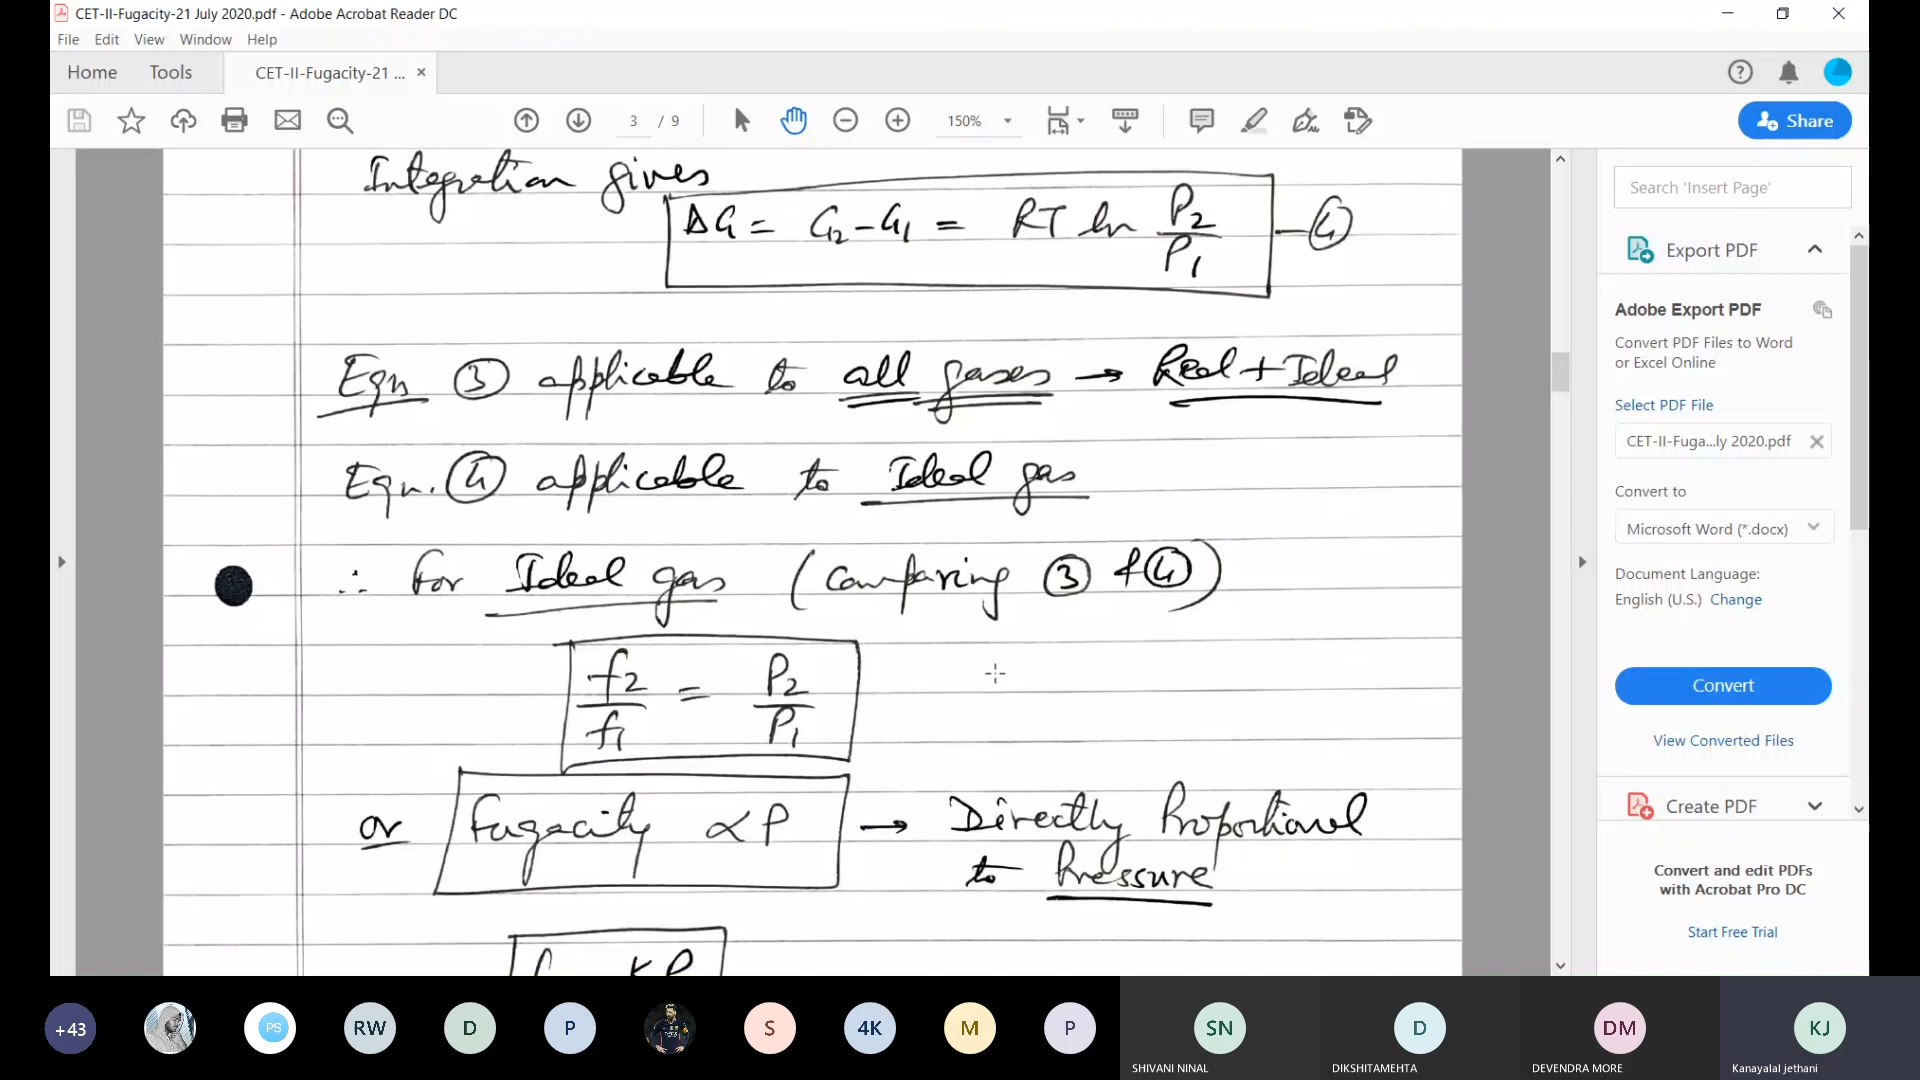 CET-II-Fugacity-21 July 2020.pdf - Adobe Acrobat Reader DC
File Edit View Window Help
Home Tools CET-II-Fugacity-21 ... ×
3 / 9 150% Share
Integration gives
ΔG = G2 - G1 = RT ln P2/P1 - ④
Eqn ③ applicable to all gases → Real + Ideal
Eqn. ④ applicable to Ideal gas
∴ For Ideal gas (Comparing ③ & ④)
f2/f1 = P2/P1
or Fugacity ∝ P → Directly Proportional
to Pressure
KP
Search 'Insert Page'
Export PDF
Adobe Export PDF
Convert PDF Files to Word
or Excel Online
Select PDF File
CET-II-Fuga...ly 2020.pdf
Convert to
Microsoft Word (*.docx)
Document Language:
English (U.S.) Change
Convert
View Converted Files
Create PDF
Convert and edit PDFs
with Acrobat Pro DC
Start Free Trial
+43 PS RW D P S 4K M P SN D DM KJ
SHIVANI NINAL DIKSHITAMEHTA DEVENDRA MORE Kanayalal jethani